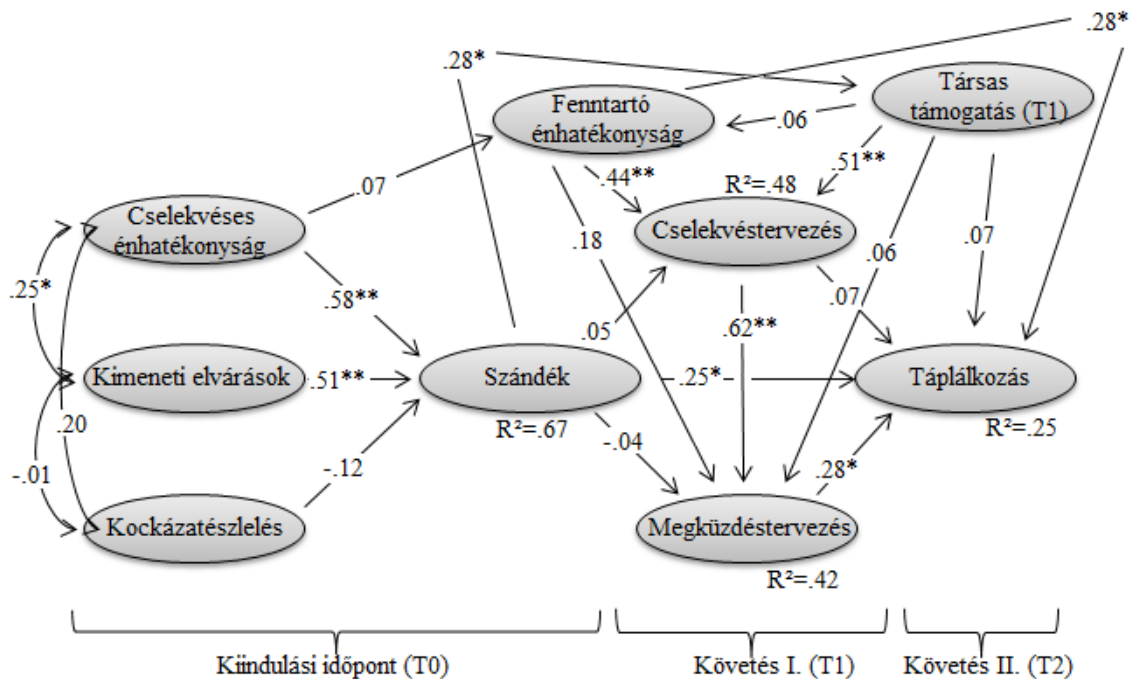 .28*
.28*
Társas
támogatás (T1)
Fenntartó
énhatékonyság
.06
.51**
.44**
R²=.48
.07
Cselekvéses
énhatékonyság
Cselekvéstervezés
.18
.06
.07
.25*
.58**
.07
.05
.62**
Kimeneti elvárások
.51**
Szándék
.25*
Táplálkozás
R²=.67
R²=.25
.20
-.01
-.12
-.04
.28*
Kockázatészlelés
Megküzdéstervezés
R²=.42
Kiindulási időpont (T0)
Követés I. (T1)
Követés II. (T2)